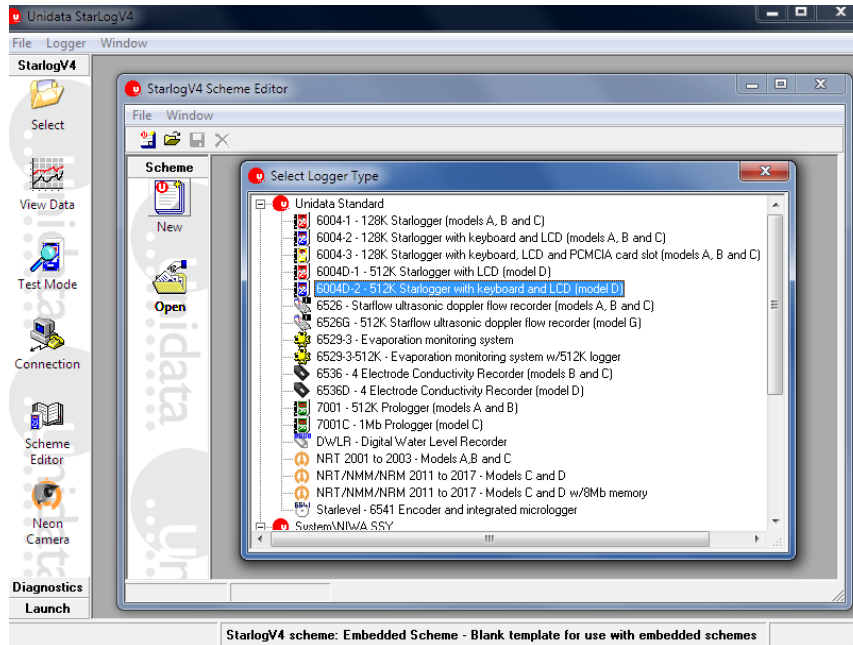 Unidata StarLogV4
File Logger Window
StarlogV4
Select
View Data
Test Mode
Connection
Scheme
Editor
Neon
Camera
Diagnostics
Launch
StarlogV4 Scheme Editor
File Window
Scheme
New
Open
Select Logger Type
Unidata Standard
6004-1 - 128K Starlogger (models A, B and C)
6004-2 - 128K Starlogger with keyboard and LCD (models A, B and C)
6004-3 - 128K Starlogger with keyboard, LCD and PCMCIA card slot (models A, B and C)
6004D-1 - 512K Starlogger with LCD (model D)
6004D-2 - 512K Starlogger with keyboard and LCD (model D)
6526 - Starflow ultrasonic doppler flow recorder (models A, B and C)
6526G - 512K Starflow ultrasonic doppler flow recorder (model G)
6529-3 - Evaporation monitoring system
6529-3-512K - Evaporation monitoring system w/512K logger
6536 - 4 Electrode Conductivity Recorder (models B and C)
6536D - 4 Electrode Conductivity Recorder (model D)
7001 - 512K Prologger (models A and B)
7001C - 1Mb Prologger (model C)
DWLR - Digital Water Level Recorder
NRT 2001 to 2003 - Models A,B and C
NRT/NMM/NRM 2011 to 2017 - Models C and D
NRT/NMM/NRM 2011 to 2017 - Models C and D w/8Mb memory
Starlevel - 6541 Encoder and integrated micrologger
System\NIWA SSY
Unidata
Unidata
StarlogV4 scheme: Embedded Scheme - Blank template for use with embedded schemes